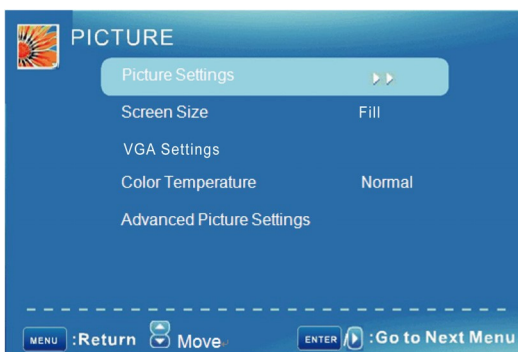 PICTURE
Picture Settings
Screen Size Fill
VGA Settings
Color Temperature Normal
Advanced Picture Settings
MENU :Return Move ENTER / :Go to Next Menu